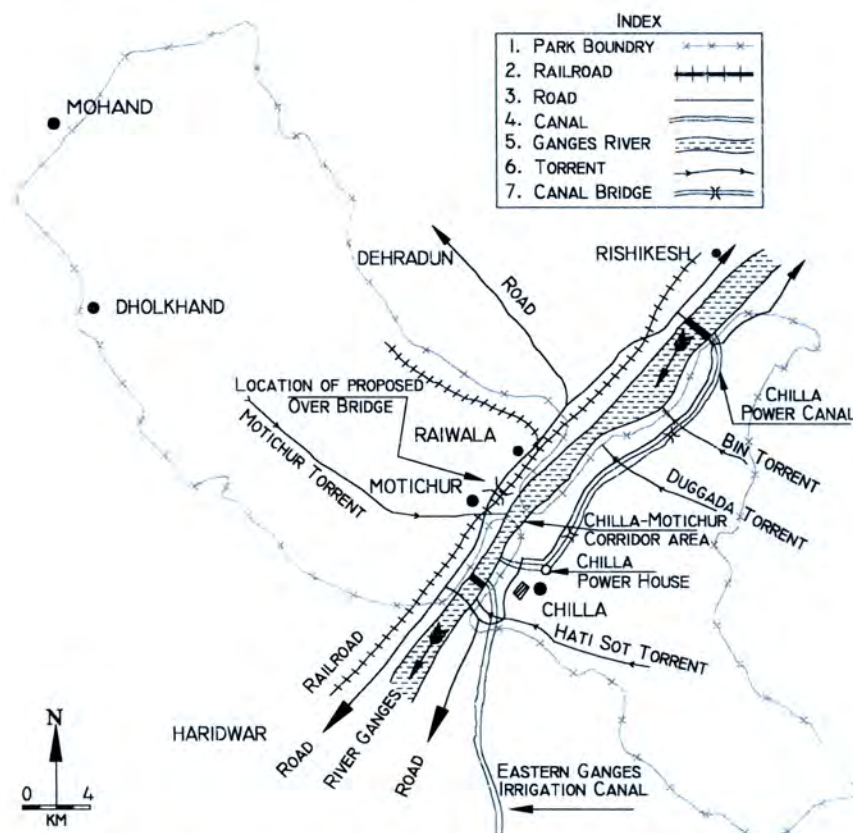 INDEX
1. PARK BOUNDRY
2. RAILROAD
3. ROAD
4. CANAL
5. GANGES RIVER
6. TORRENT
7. CANAL BRIDGE
MOHAND
DEHRADUN
ROAD
RISHIKESH
DHOLKHAND
LOCATION OF PROPOSED
OVER BRIDGE
RAIWALA
MOTICHUR TORRENT
MOTICHUR
CHILLA
POWER CANAL
BIN TORRENT
DUGGADA TORRENT
CHILLA-MOTICHUR
CORRIDOR AREA
CHILLA
POWER HOUSE
CHILLA
HATI SOT TORRENT
RAILROAD
HARIDWAR
ROAD
RIVER GANGES
ROAD
EASTERN GANGES
IRRIGATION CANAL
N
0 4
KM